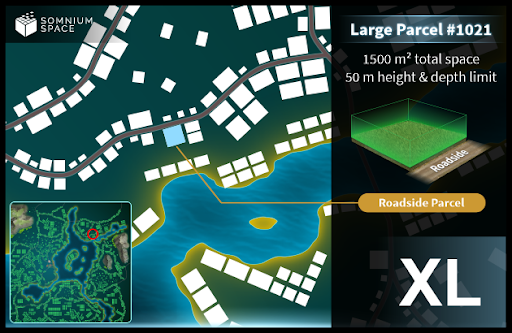 SOMNIUM
SPACE
Large Parcel #1021
1500 m² total space
50 m height & depth limit
Roadside
Roadside Parcel
XL